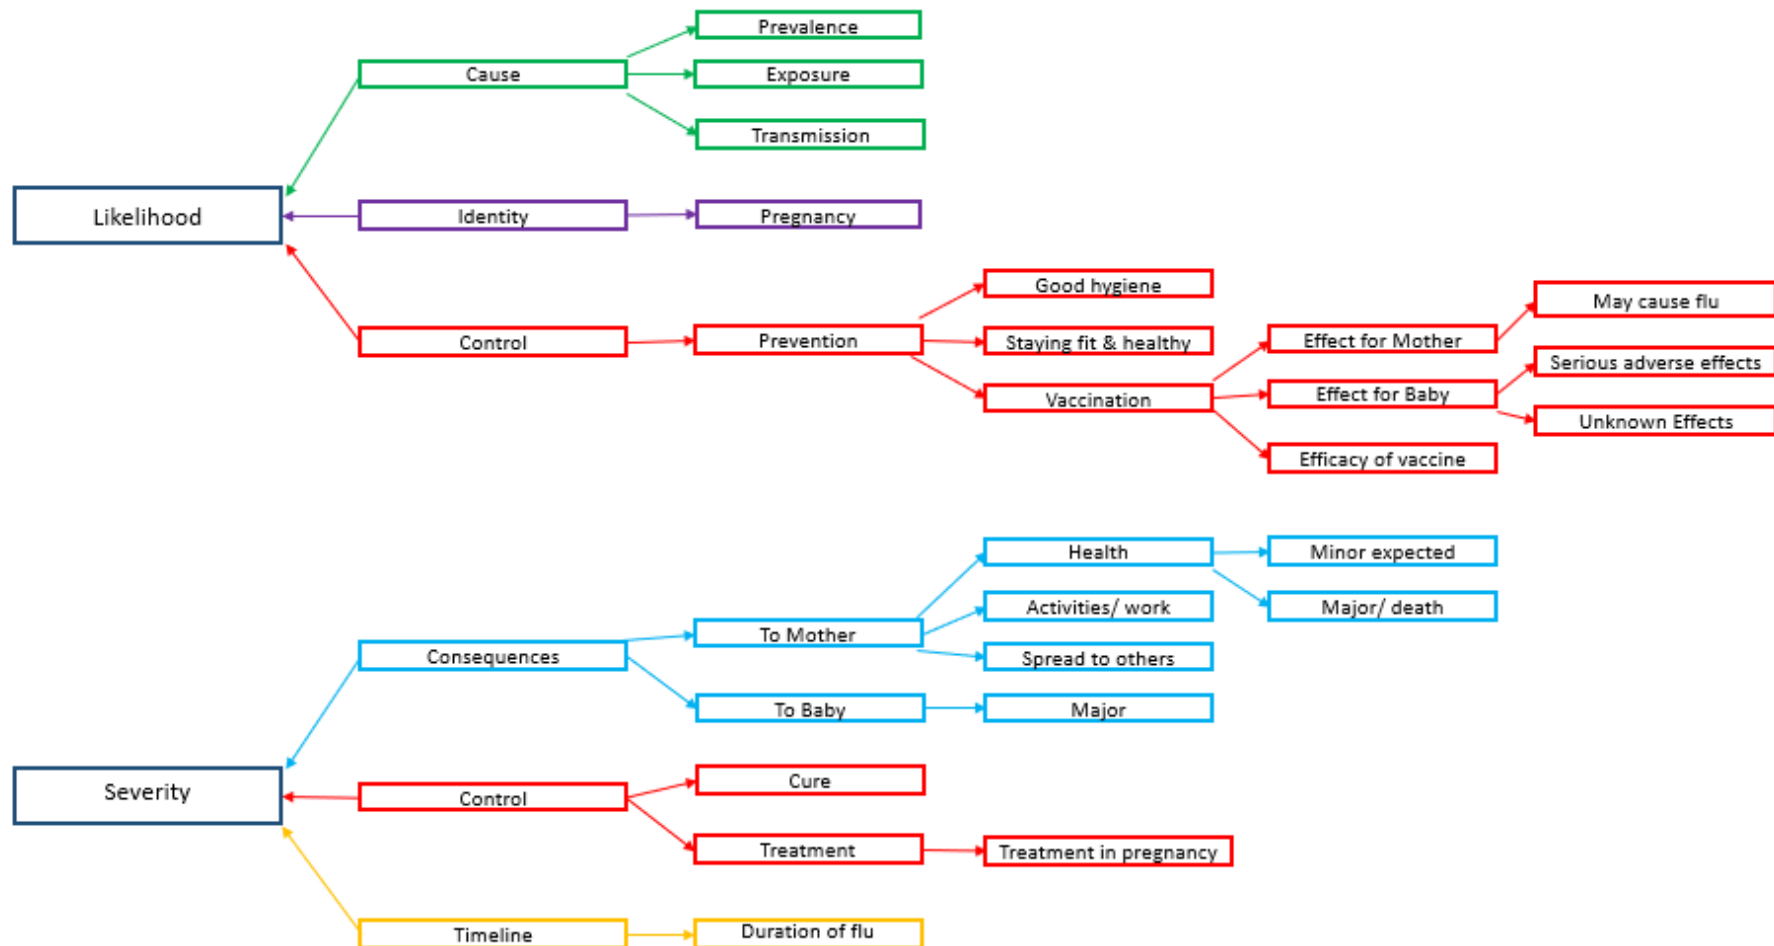 Prevalence
Cause
Exposure
Transmission
Likelihood
Identity
Pregnancy
Good hygiene
May cause flu
Control
Prevention
Staying fit & healthy
Effect for Mother
Serious adverse effects
Vaccination
Effect for Baby
Unknown Effects
Efficacy of vaccine
Health
Minor expected
Activities/ work
Major/ death
To Mother
Consequences
Spread to others
To Baby
Major
Severity
Cure
Control
Treatment
Treatment in pregnancy
Timeline
Duration of flu